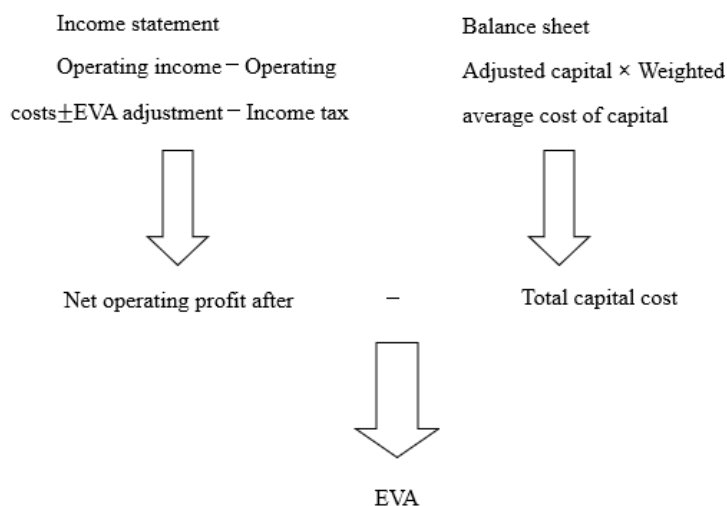 Income statement
Operating income－Operating
costs±EVA adjustment－Income tax
Balance sheet
Adjusted capital × Weighted
average cost of capital
Net operating profit after
－
Total capital cost
EVA